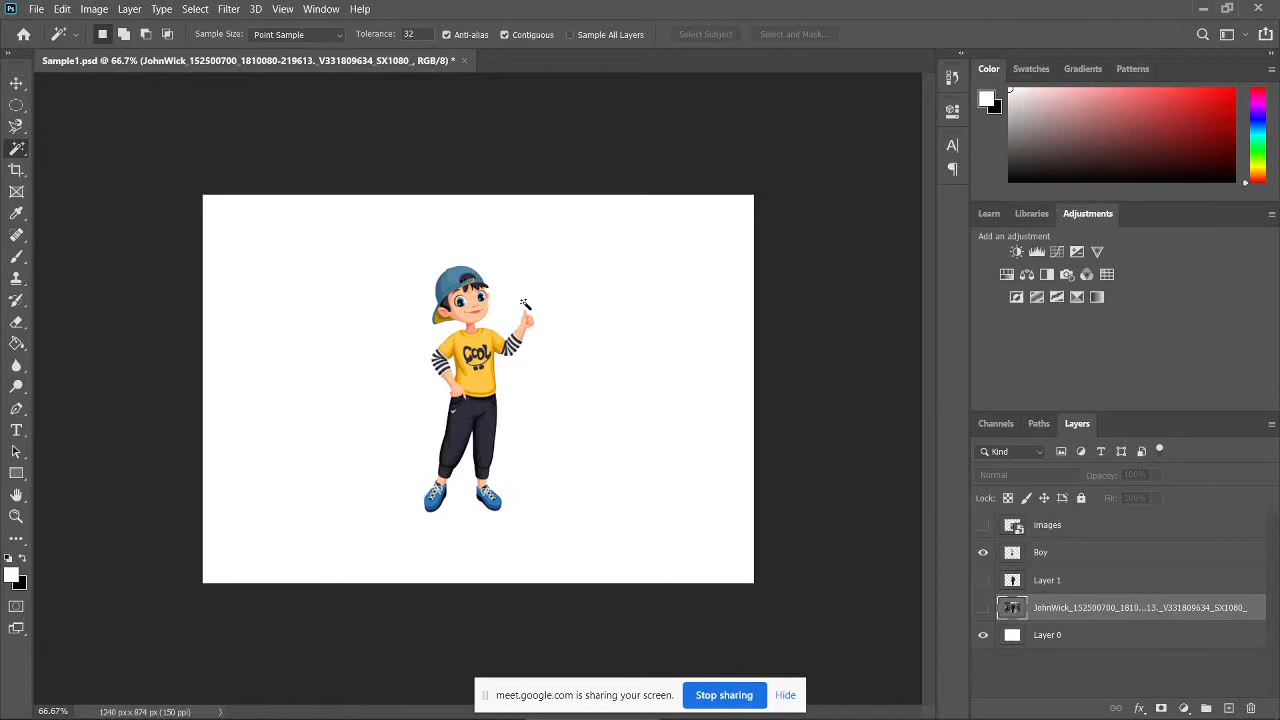 Ps File Edit Image Layer Type Select Filter 3D View Window Help
Sample Size: Point Sample Tolerance: 32 Anti-alias Contiguous Sample All Layers Select Subject Select and Mask...
Sample1.psd @ 66.7% (JohnWick_152500700_1810080-219613._V331809634_SX1080_, RGB/8) *
Color Swatches Gradients Patterns
Learn Libraries Adjustments
Add an adjustment
COOL
Channels Paths Layers
Kind
Normal Opacity: 100%
Lock: Fill: 100%
Images
Boy
Layer 1
JohnWick_152500700_1810...13._V331809634_SX1080_
Layer 0
meet.google.com is sharing your screen. Stop sharing Hide
66.67% 1240 px x 874 px (150 ppi)